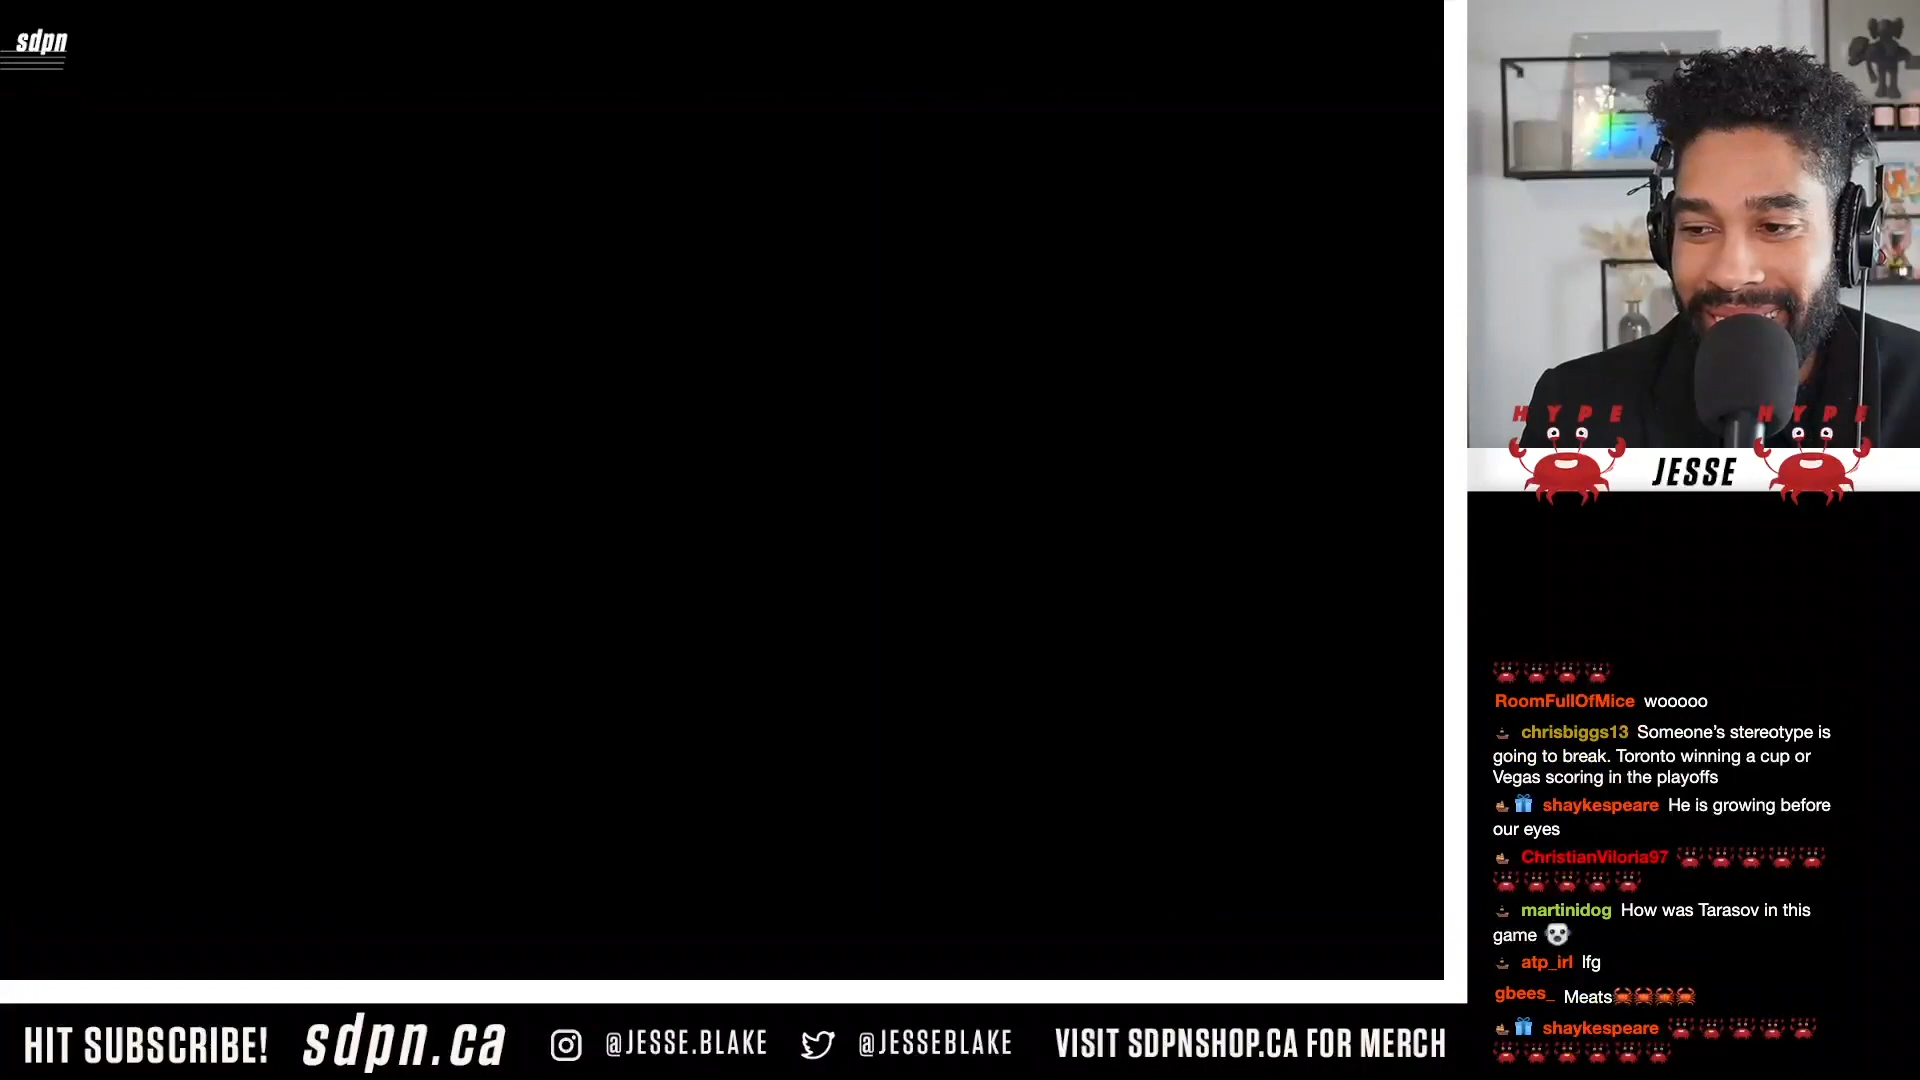 sdpn
HYPE
HYPE
JESSE
RoomFullOfMice wooooo
chrisbiggs13 Someone’s stereotype is
going to break. Toronto winning a cup or
Vegas scoring in the playoffs
shaykespeare He is growing before
our eyes
ChristianViloria97
martinidog How was Tarasov in this
game
atp_irl lfg
gbees_ Meats
shaykespeare
HIT SUBSCRIBE! sdpn.ca @JESSE.BLAKE @JESSEBLAKE VISIT SDPNSHOP.CA FOR MERCH